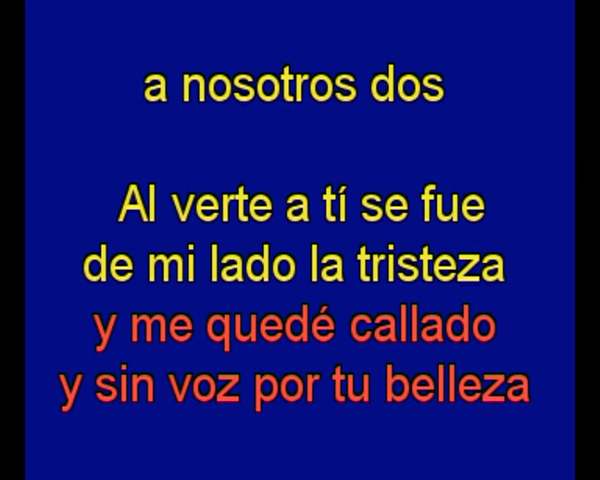 a nosotros dos
Al verte a tí se fue
de mi lado la tristeza
y me quedé callado
y sin voz por tu belleza